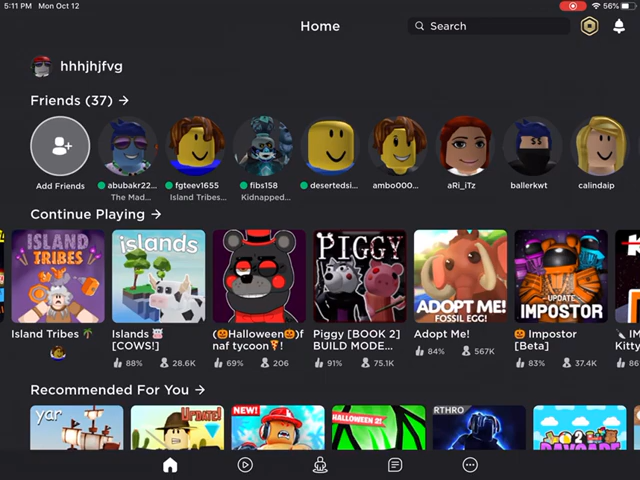 5:11 PM Mon Oct 12
56%
Home
Search
hhhjhjfvg
Friends (37) →
Add Friends
abubakr22...
The Mad...
fgteev1655
Island Tribes...
fibs158
Kidnapped...
desertedsi...
ambo000...
aRi_iTz
ballerkwt
calindaip
Continue Playing →
ISLAND TRIBES
islands
PIGGY
ADOPT ME!
FOSSIL EGG!
UPDATE
IMPOSTOR
Island Tribes 🌴
Islands 🐮 [COWS!]
88% 28.6K
(🎃Halloween🎃)f naf tycoon🍕!
69% 206
Piggy [BOOK 2] BUILD MODE...
91% 75.1K
Adopt Me!
84% 567K
🎃 Impostor [Beta]
83% 37.4K
IM
Kitty
86
Recommended For You →
yar
UPDATE!
NEW!
HALLOWEEN 2!
RTHRO
DAYCARE